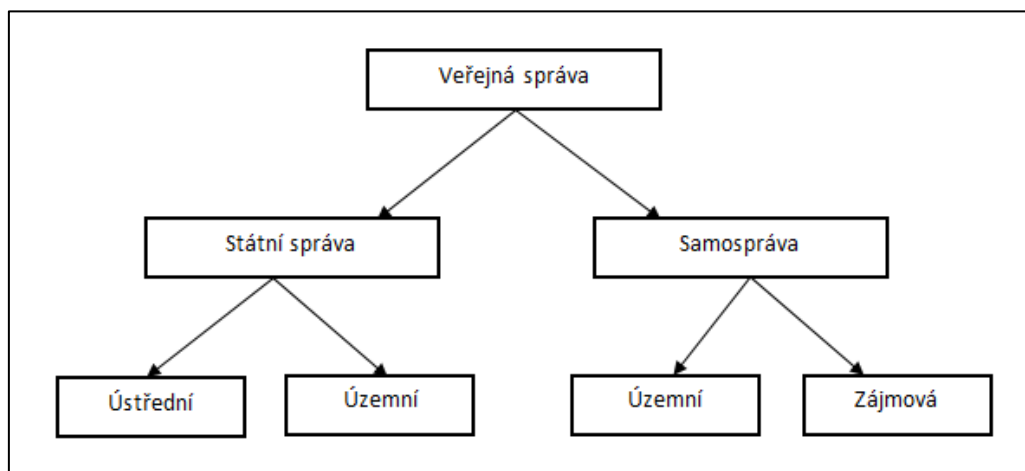 Veřejná správa
Státní správa
Samospráva
Ústřední
Územní
Územní
Zájmová